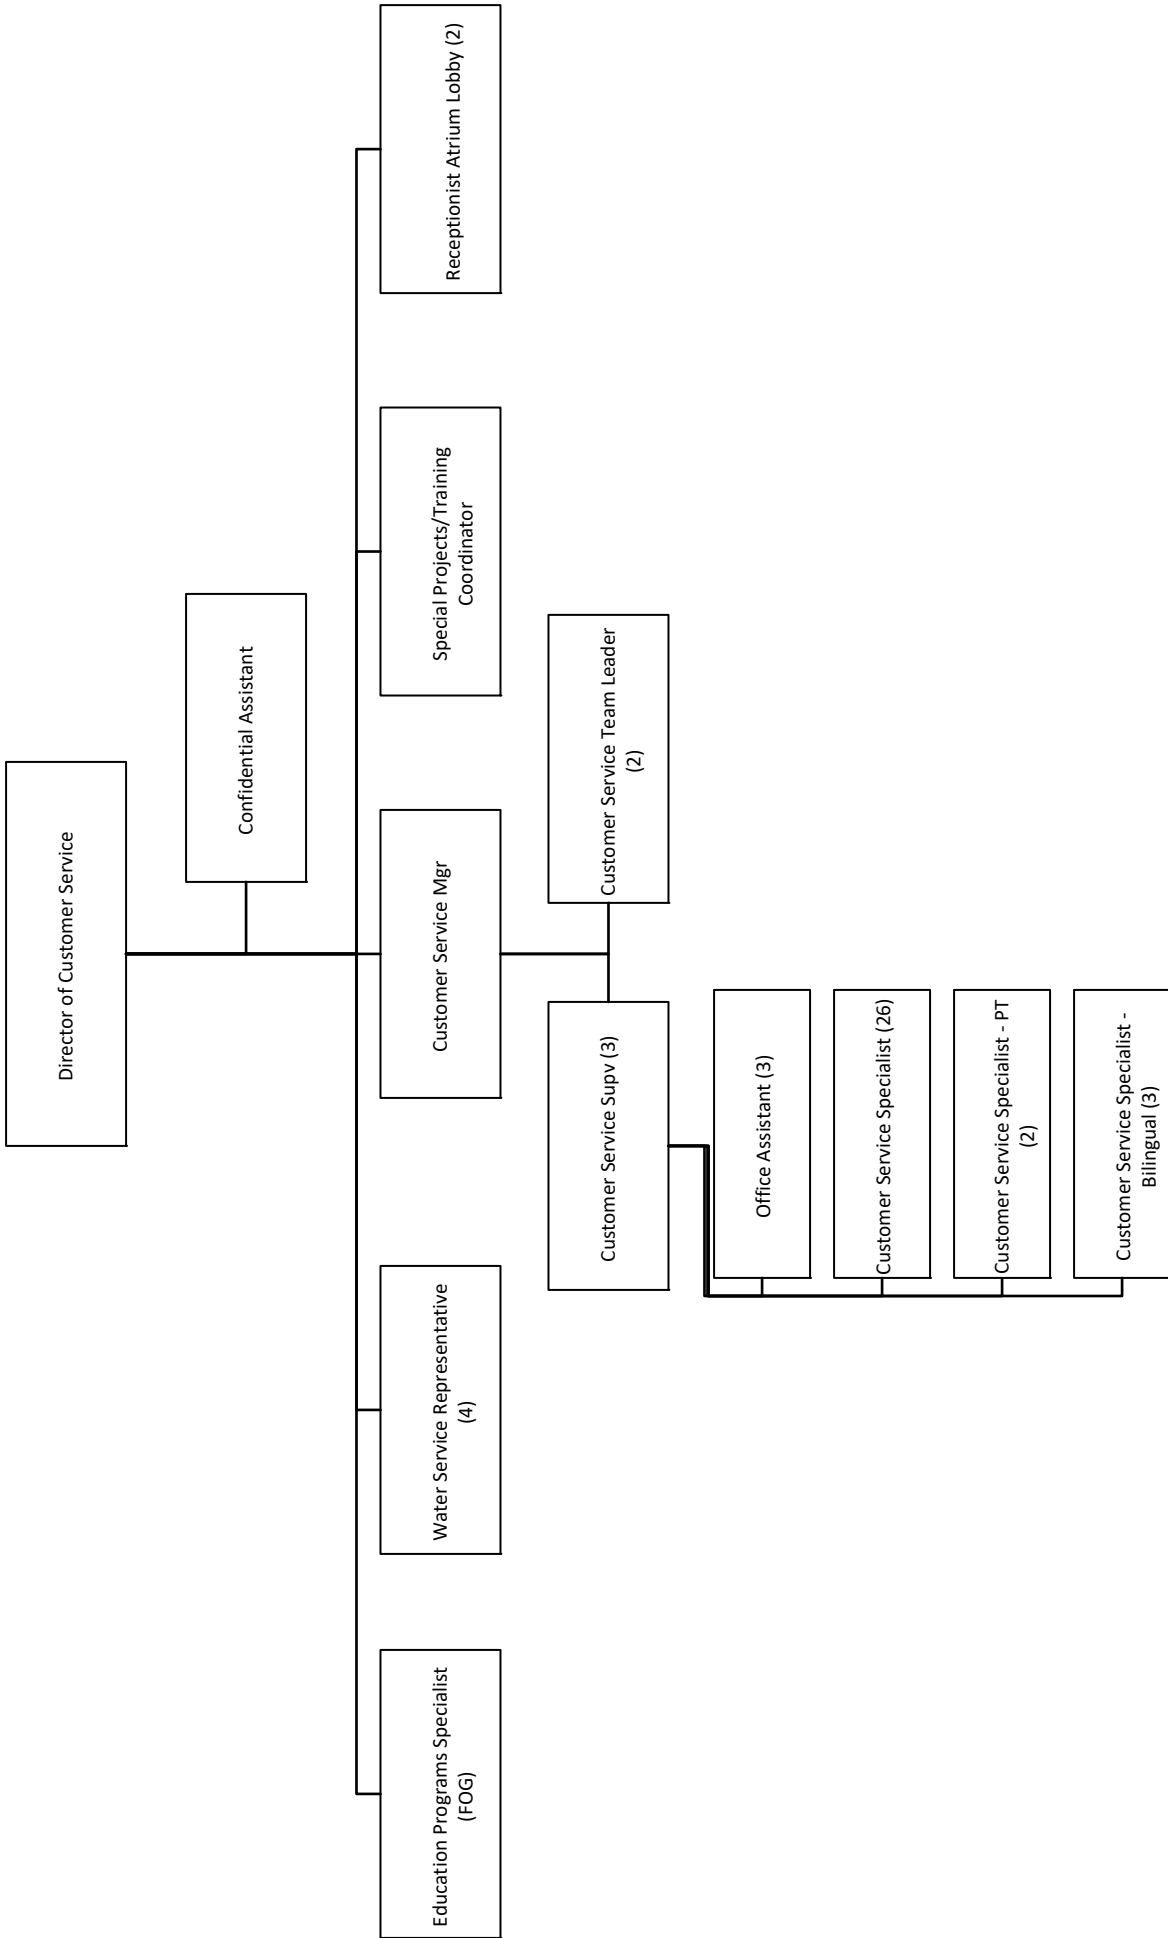 Director of Customer Service
Confidential Assistant
Education Programs Specialist
(FOG)
Water Service Representative
(4)
Customer Service Mgr
Special Projects/Training
Coordinator
Receptionist Atrium Lobby (2)
Customer Service Supv (3)
Customer Service Team Leader
(2)
Office Assistant (3)
Customer Service Specialist (26)
Customer Service Specialist - PT
(2)
Customer Service Specialist -
Bilingual (3)